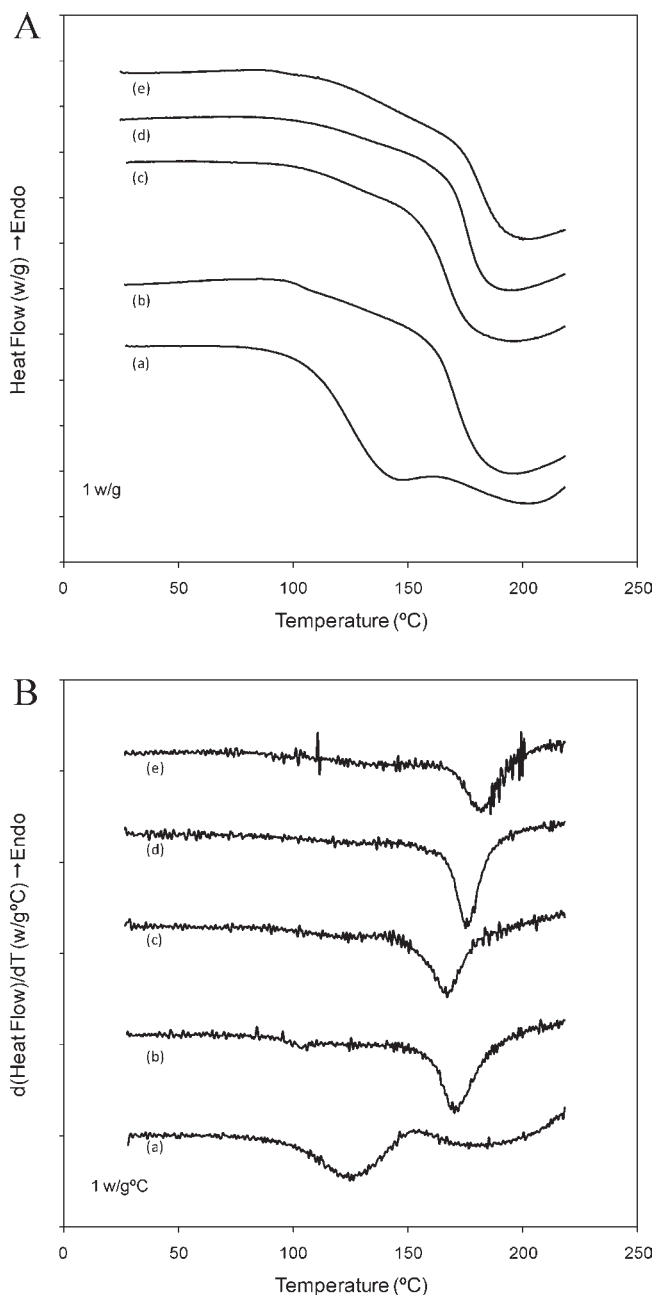 A
(e)
(d)
(c)
(b)
(a)
1 w/g
Heat Flow (w/g) →Endo
0 50 100 150 200 250
Temperature (ºC)
B
(e)
(d)
(c)
(b)
(a)
1 w/gºC
d(Heat Flow)/dT (w/gºC) →Endo
0 50 100 150 200 250
Temperature (ºC)